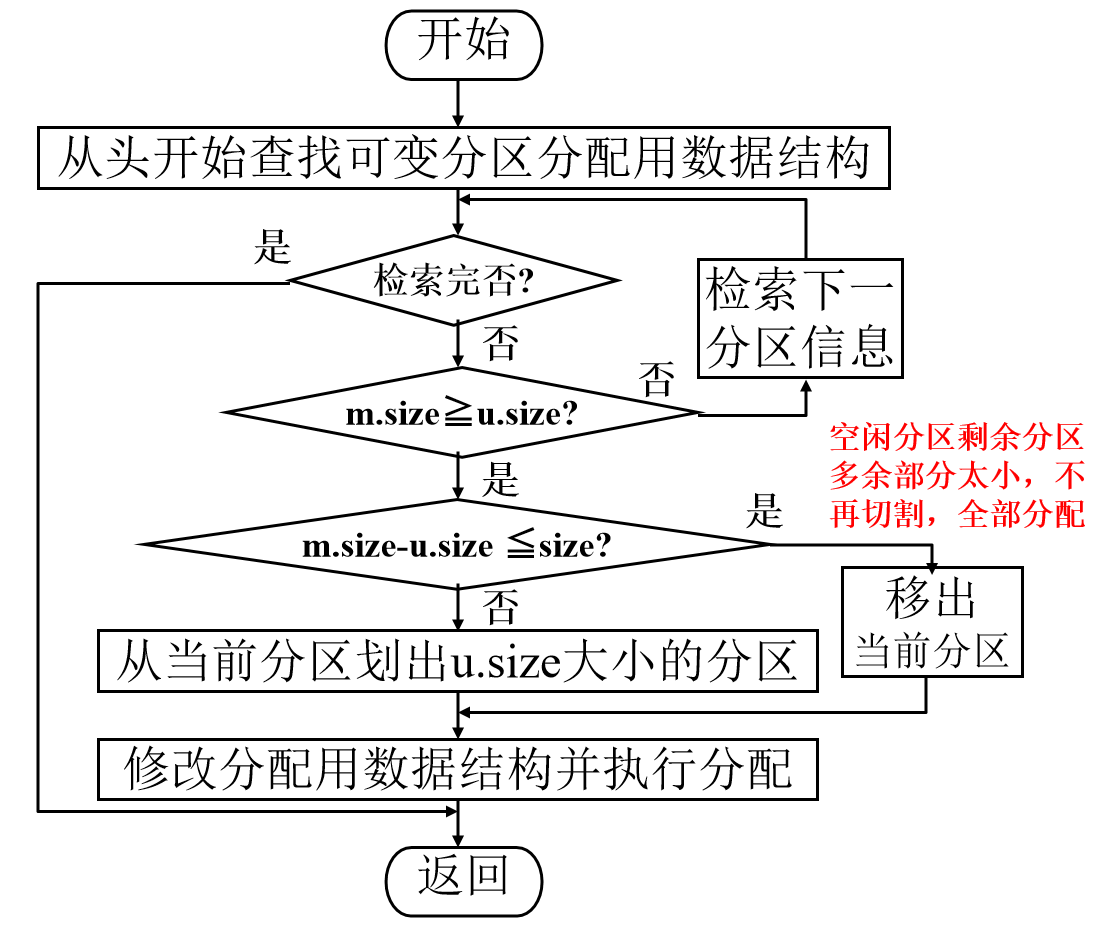 开始
从头开始查找可变分区分配用数据结构
是
检索完否?
检索下一
分区信息
否
否
m.size≧u.size?
空闲分区剩余分区
多余部分太小，不
再切割，全部分配
是
是
m.size-u.size ≦size?
否
移出
当前分区
从当前分区划出u.size大小的分区
修改分配用数据结构并执行分配
返回